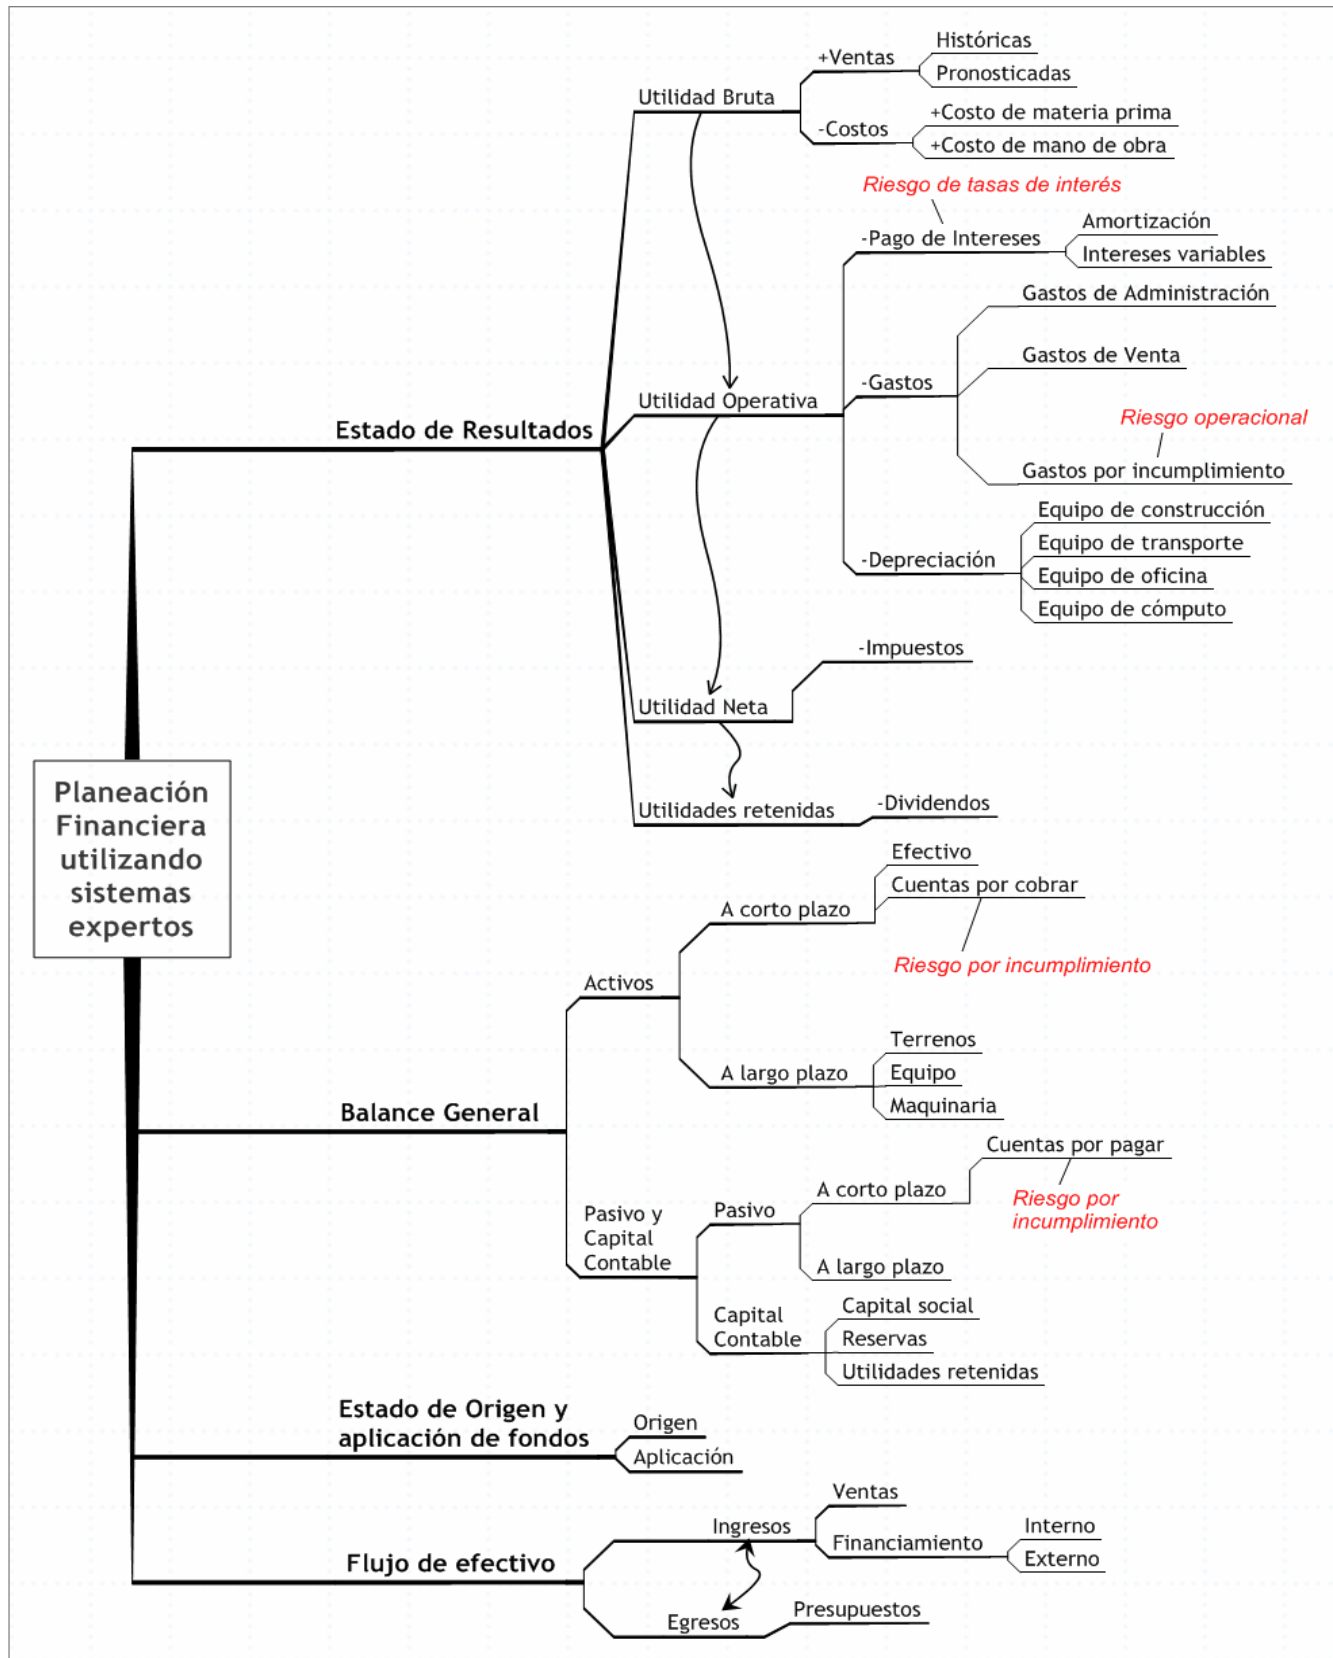 Planeación
Financiera
utilizando
sistemas
expertos
Estado de Resultados
Utilidad Bruta
+Ventas
Históricas
Pronosticadas
-Costos
+Costo de materia prima
+Costo de mano de obra
Utilidad Operativa
Riesgo de tasas de interés
-Pago de Intereses
Amortización
Intereses variables
-Gastos
Gastos de Administración
Gastos de Venta
Riesgo operacional
Gastos por incumplimiento
-Depreciación
Equipo de construcción
Equipo de transporte
Equipo de oficina
Equipo de cómputo
Utilidad Neta
-Impuestos
Utilidades retenidas
-Dividendos
Balance General
Activos
A corto plazo
Efectivo
Cuentas por cobrar
Riesgo por incumplimiento
A largo plazo
Terrenos
Equipo
Maquinaria
Pasivo y
Capital
Contable
Pasivo
A corto plazo
Cuentas por pagar
Riesgo por
incumplimiento
A largo plazo
Capital
Contable
Capital social
Reservas
Utilidades retenidas
Estado de Origen y
aplicación de fondos
Origen
Aplicación
Flujo de efectivo
Ingresos
Ventas
Financiamiento
Interno
Externo
Egresos
Presupuestos